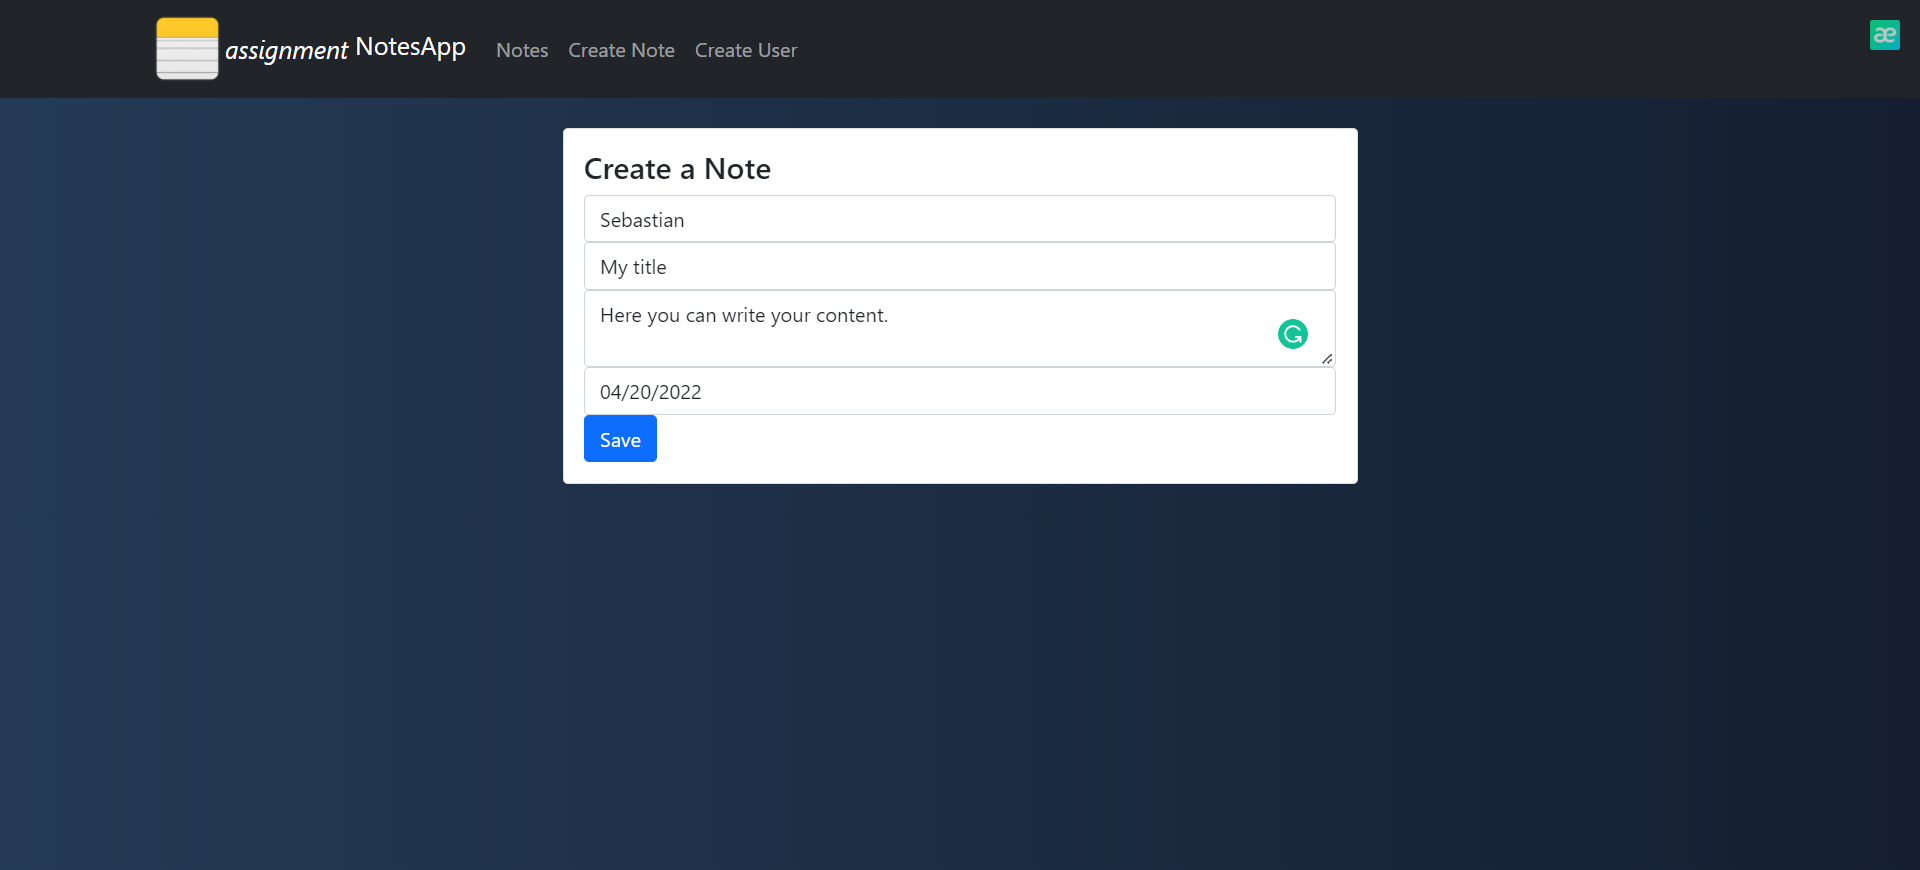 assignment NotesApp Notes Create Note Create User
æ
Create a Note
Sebastian
My title
Here you can write your content.
04/20/2022
Save